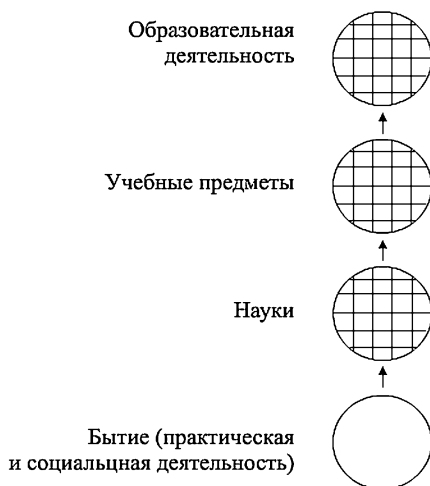 Образовательная
деятельность
Учебные предметы
Науки
Бытие (практическая
и социальцная деятельность)